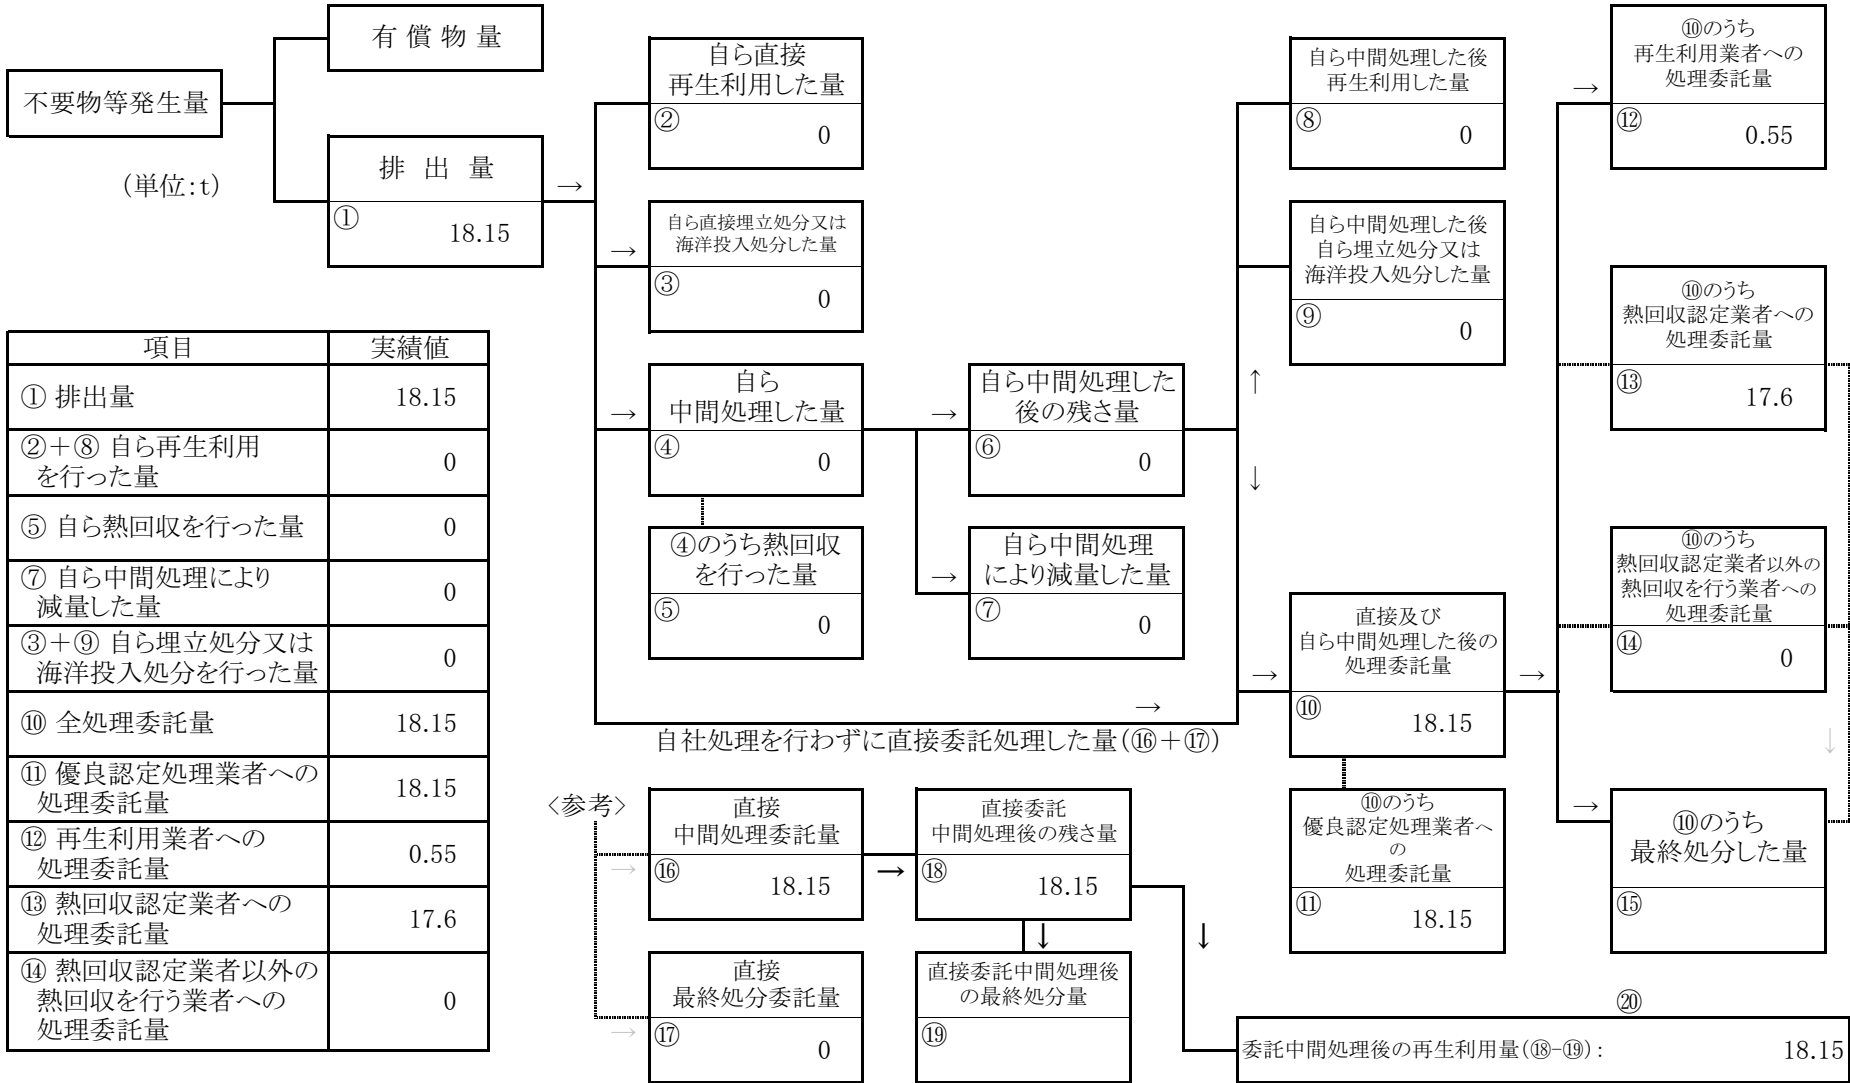 有 償 物 量
不要物等発生量
排 出 量
①
18.15
(単位:t)
→
自ら直接
再生利用した量
②
0
→
自ら直接埋立処分又は
海洋投入処分した量
③
0
→
自ら
中間処理した量
④
0
④のうち熱回収
を行った量
⑤
0
→
自ら中間処理した
後の残さ量
⑥
0
→
自ら中間処理
により減量した量
⑦
0
自ら中間処理した後
再生利用した量
⑧
0
自ら中間処理した後
自ら埋立処分又は
海洋投入処分した量
⑨
0
↑
↓
→
直接及び
自ら中間処理した後の
処理委託量
⑩
18.15
→
自社処理を行わずに直接委託処理した量(⑯+⑰)
⑩のうち
優良認定処理業者へ
の
処理委託量
⑪
18.15
→
→
⑩のうち
再生利用業者への
処理委託量
⑫
0.55
⑩のうち
熱回収認定業者への
処理委託量
⑬
17.6
⑩のうち
熱回収認定業者以外の
熱回収を行う業者への
処理委託量
⑭
0
↓
→
⑩のうち
最終処分した量
⑮
項目 実績値
① 排出量 18.15
②+⑧ 自ら再生利用
を行った量 0
⑤ 自ら熱回収を行った量 0
⑦ 自ら中間処理により
減量した量 0
③+⑨ 自ら埋立処分又は
海洋投入処分を行った量 0
⑩ 全処理委託量 18.15
⑪ 優良認定処理業者への
処理委託量 18.15
⑫ 再生利用業者への
処理委託量 0.55
⑬ 熱回収認定業者への
処理委託量 17.6
⑭ 熱回収認定業者以外の
熱回収を行う業者への
処理委託量 0
<参考>
→
直接
中間処理委託量
⑯
18.15
→
直接委託
中間処理後の残さ量
⑱
18.15
→
直接
最終処分委託量
⑰
0
↓
直接委託中間処理後
の最終処分量
⑲
↓
⑳
委託中間処理後の再生利用量(⑱-⑲): 18.15